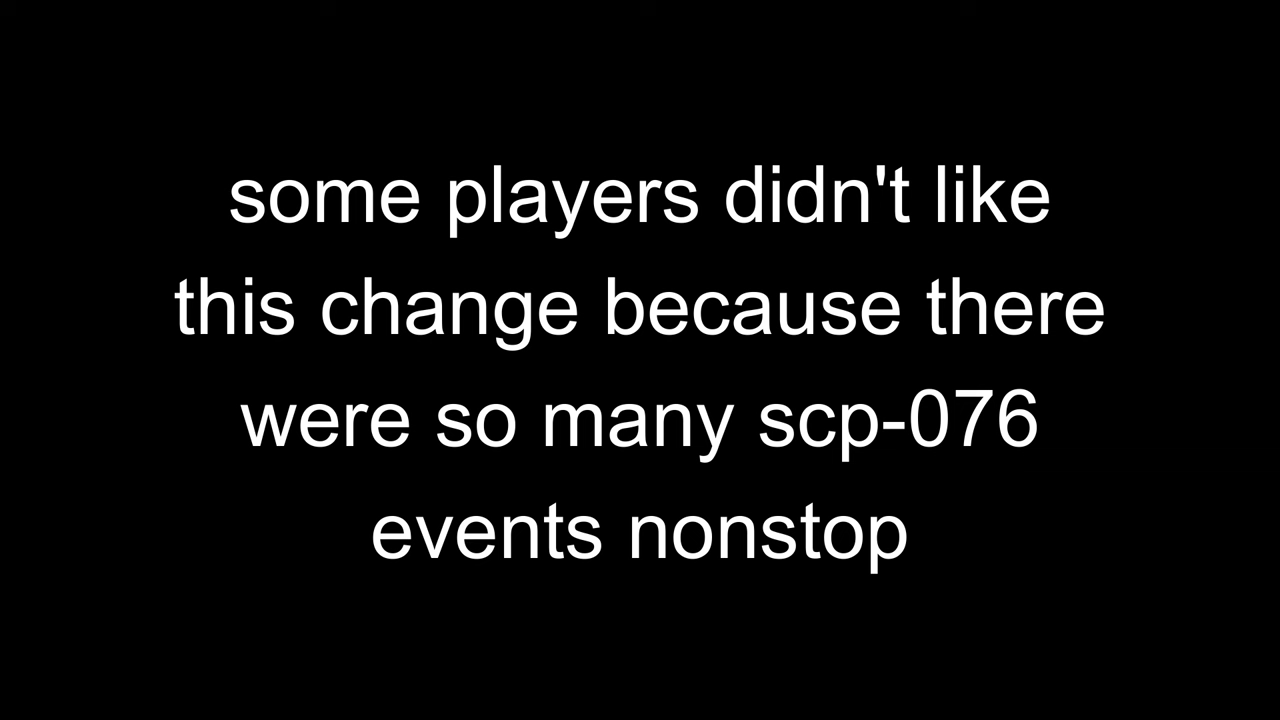 some players didn't like
this change because there
were so many scp-076
events nonstop